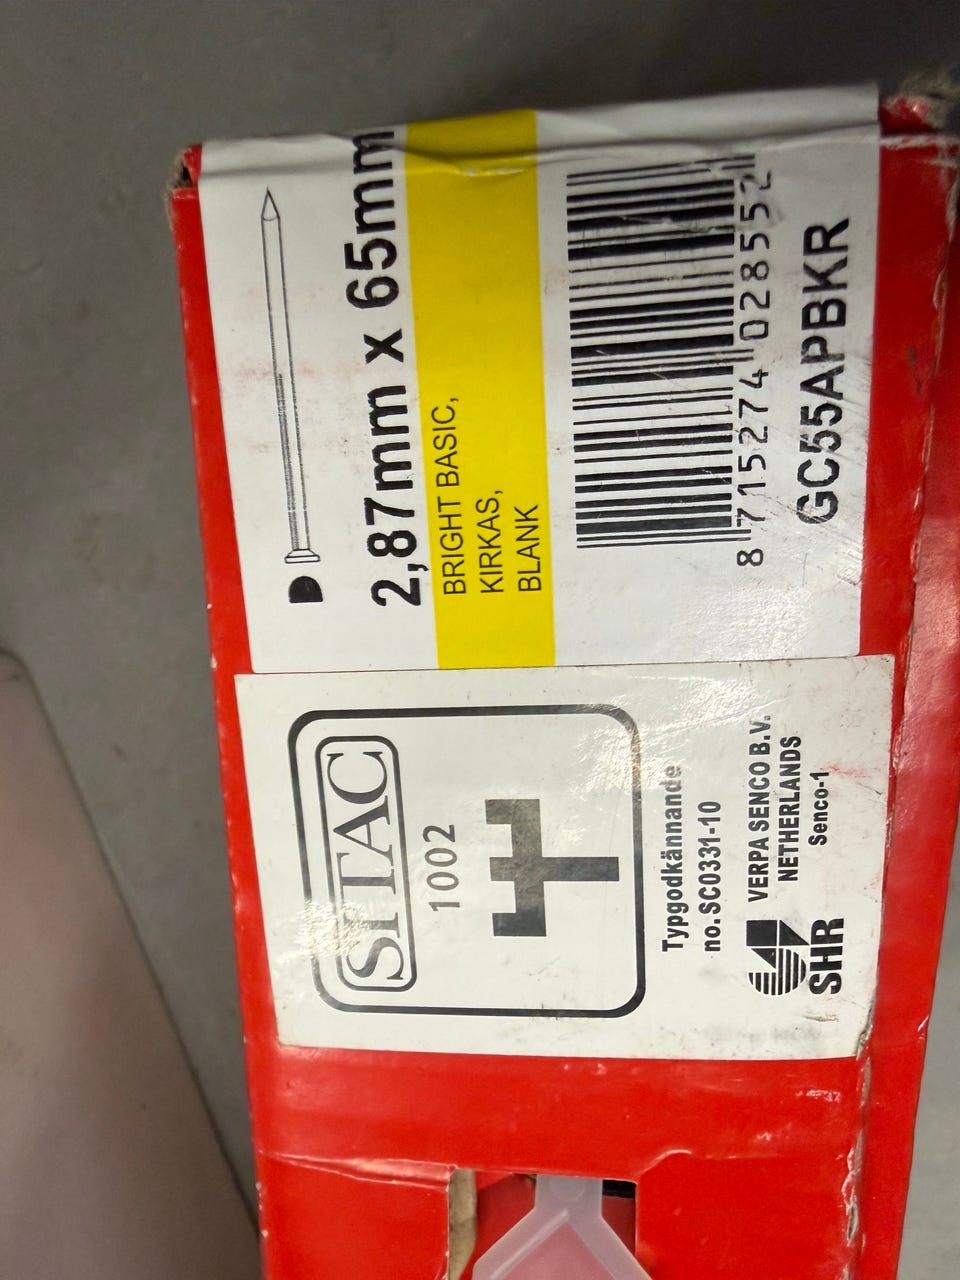 2,87mm x 65mm
BRIGHT BASIC,
KIRKAS,
BLANK
8 715274 028552
GC55APBKR
SITAC
1002
Typgodkännande
no. SC0331-10
SHR
VERPA SENCO B.V.
NETHERLANDS
Senco-1